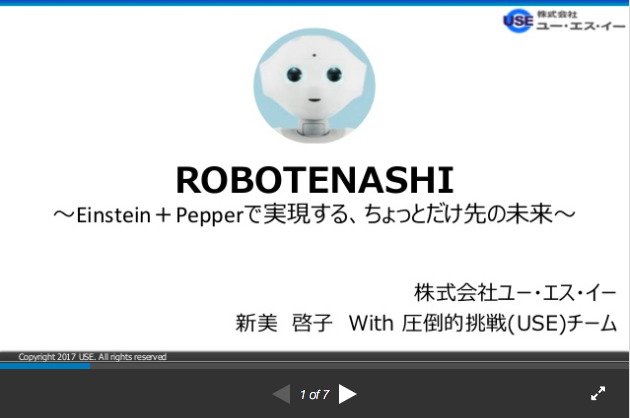 USE 株式会社
ユー・エス・イー
ROBOTENASHI
～Einstein＋Pepperで実現する、ちょっとだけ先の未来～
株式会社ユー・エス・イー
新美　啓子　With 圧倒的挑戦(USE)チーム
Copyright 2017 USE. All rights reserved
1 of 7